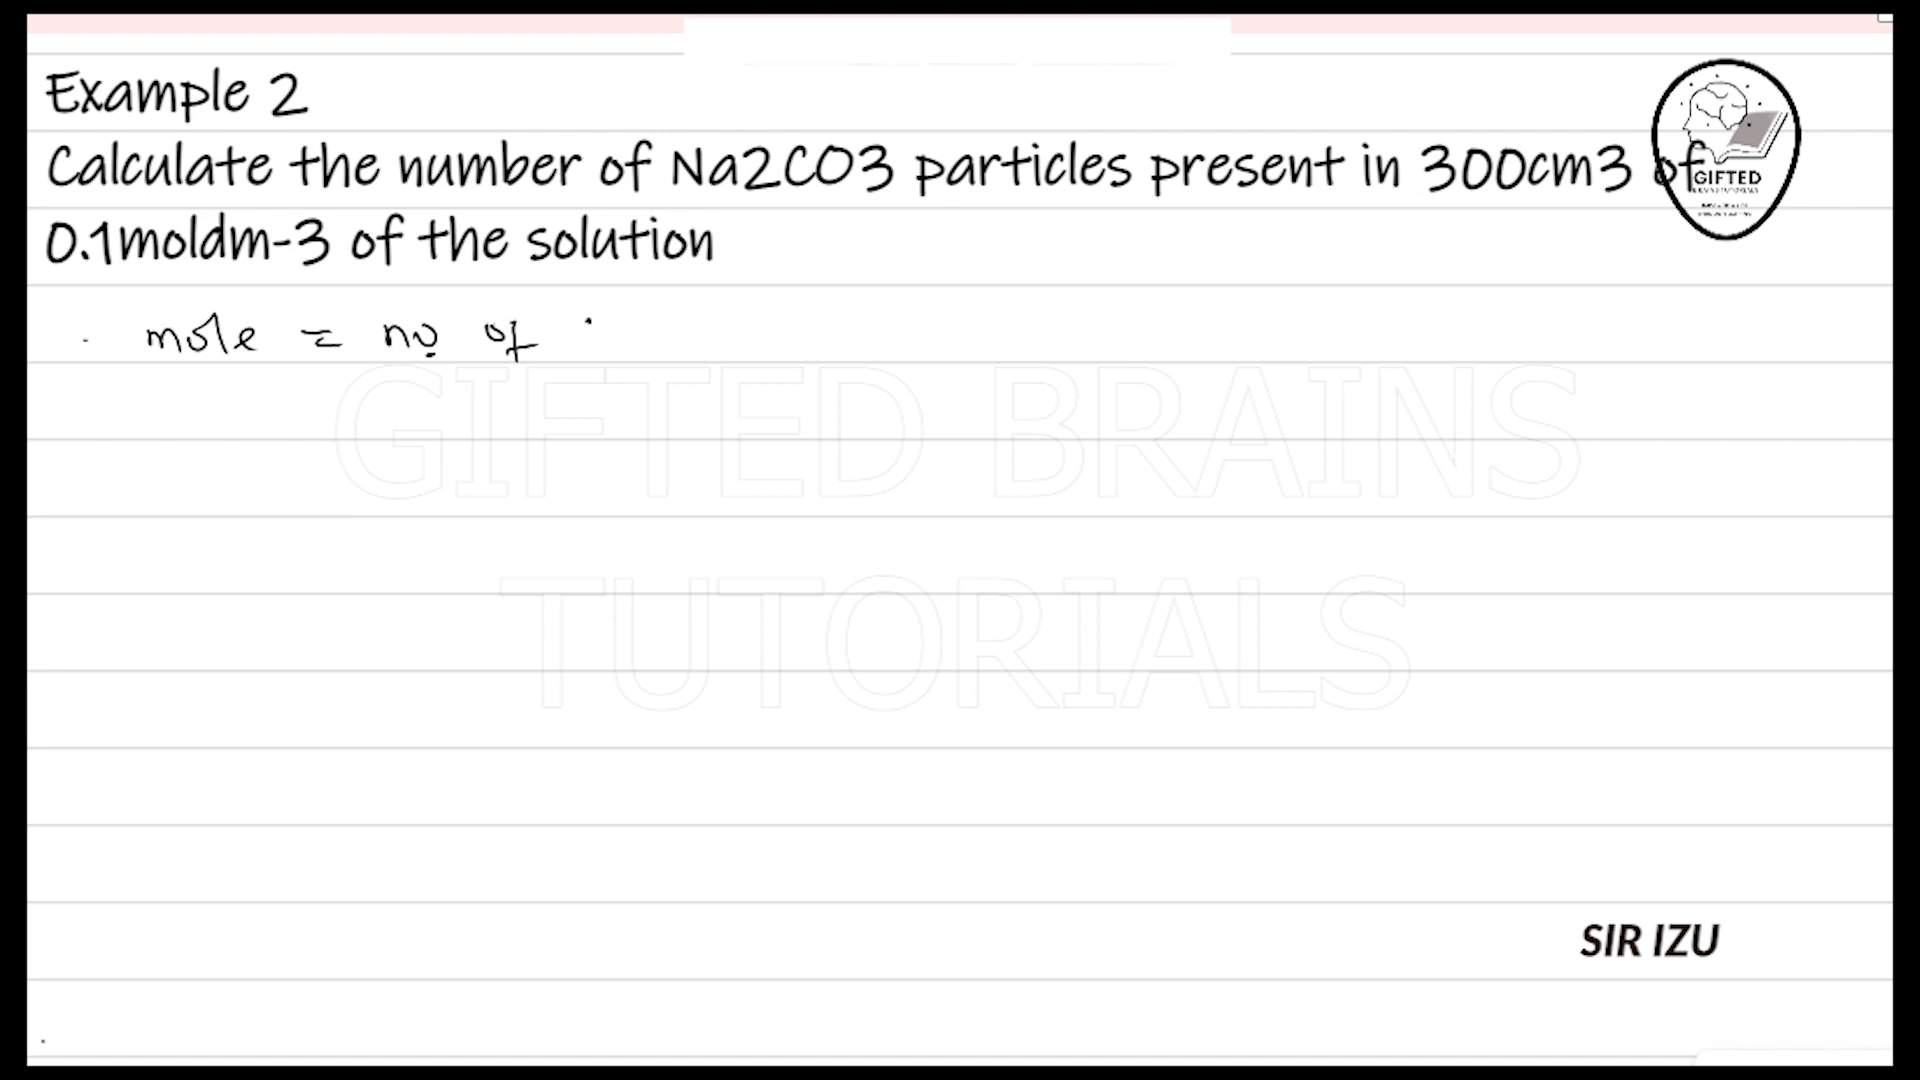 Example 2
Calculate the number of Na2CO3 particles present in 300cm3 of
0.1moldm-3 of the solution
mole = no of
GIFTED BRAINS
TUTORIALS
GIFTED
SIR IZU